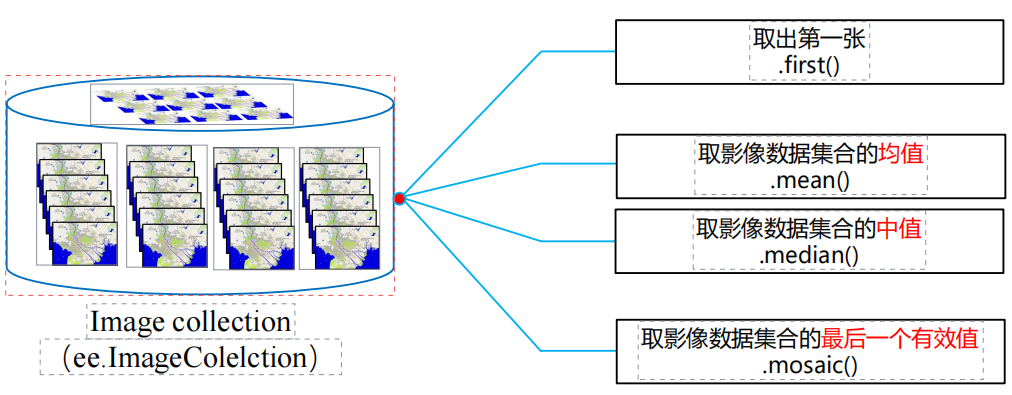 取出第一张
.first()
取影像数据集合的均值
.mean()
取影像数据集合的中值
.median()
取影像数据集合的最后一个有效值
.mosaic()
Image collection
（ee.ImageColelction）